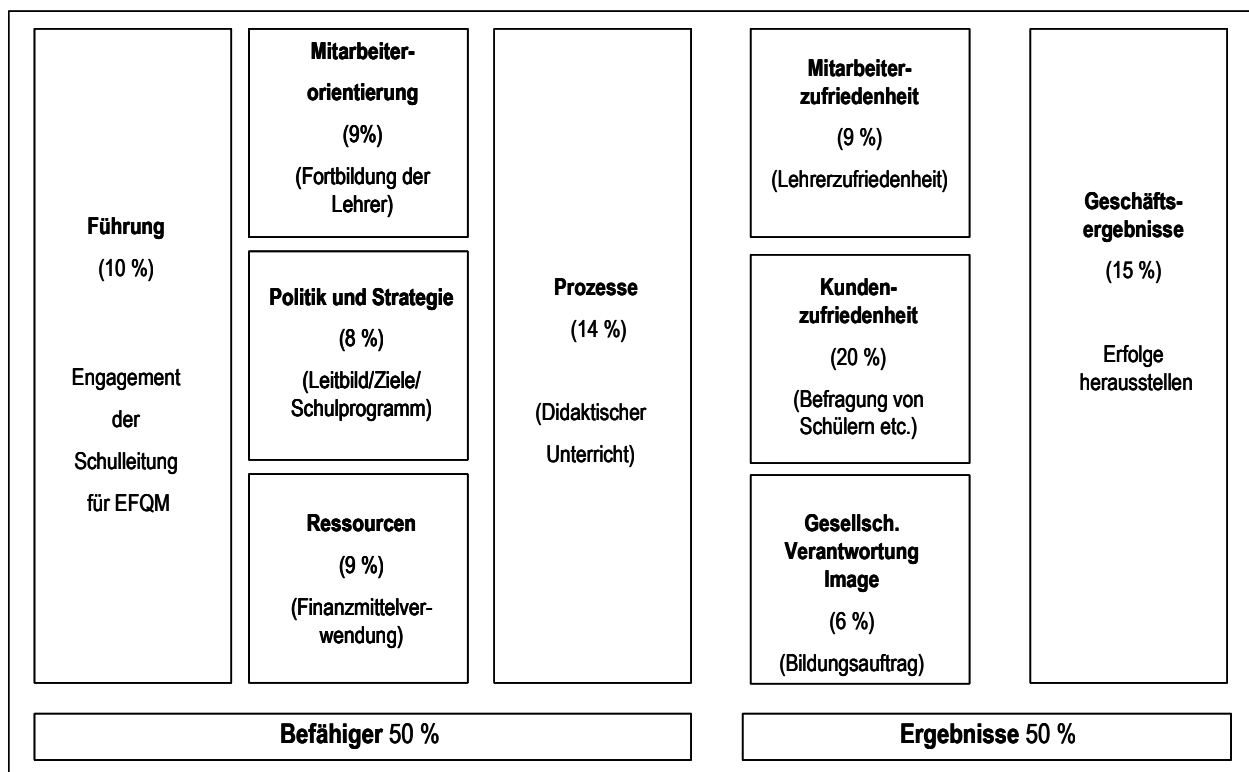 Führung
(10 %)
Engagement
der
Schulleitung
für EFQM
Mitarbeiter-
orientierung
(9%)
(Fortbildung der
Lehrer)
Politik und Strategie
(8 %)
(Leitbild/Ziele/
Schulprogramm)
Ressourcen
(9 %)
(Finanzmittelver-
wendung)
Prozesse
(14 %)
(Didaktischer
Unterricht)
Mitarbeiter-
zufriedenheit
(9 %)
(Lehrerzufriedenheit)
Kunden-
zufriedenheit
(20 %)
(Befragung von
Schülern etc.)
Gesellsch.
Verantwortung
Image
(6 %)
(Bildungsauftrag)
Geschäfts-
ergebnisse
(15 %)
Erfolge
herausstellen
Befähiger 50 %
Ergebnisse 50 %